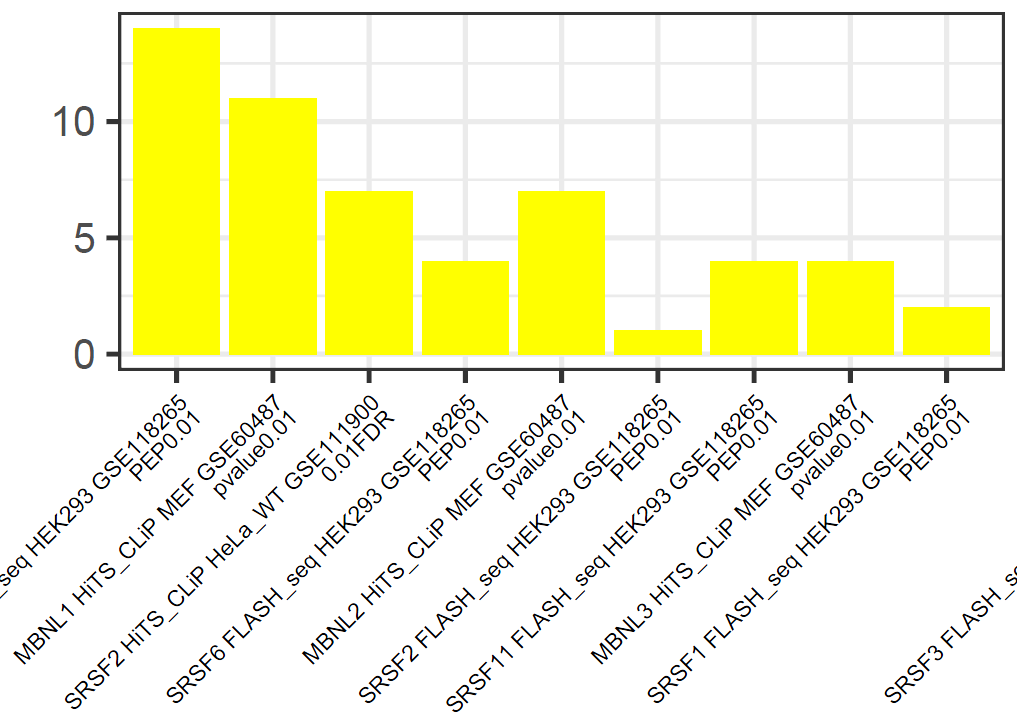 10
5
0
_seq HEK293 GSE118265
PEP0.01
MBNL1 HiTS_CLiP MEF GSE60487
pvalue0.01
SRSF2 HiTS_CLiP HeLa_WT GSE111900
0.01FDR
SRSF6 FLASH_seq HEK293 GSE118265
PEP0.01
MBNL2 HiTS_CLiP MEF GSE60487
pvalue0.01
SRSF2 FLASH_seq HEK293 GSE118265
PEP0.01
SRSF11 FLASH_seq HEK293 GSE118265
PEP0.01
MBNL3 HiTS_CLiP MEF GSE60487
pvalue0.01
SRSF1 FLASH_seq HEK293 GSE118265
PEP0.01
SRSF3 FLASH_s